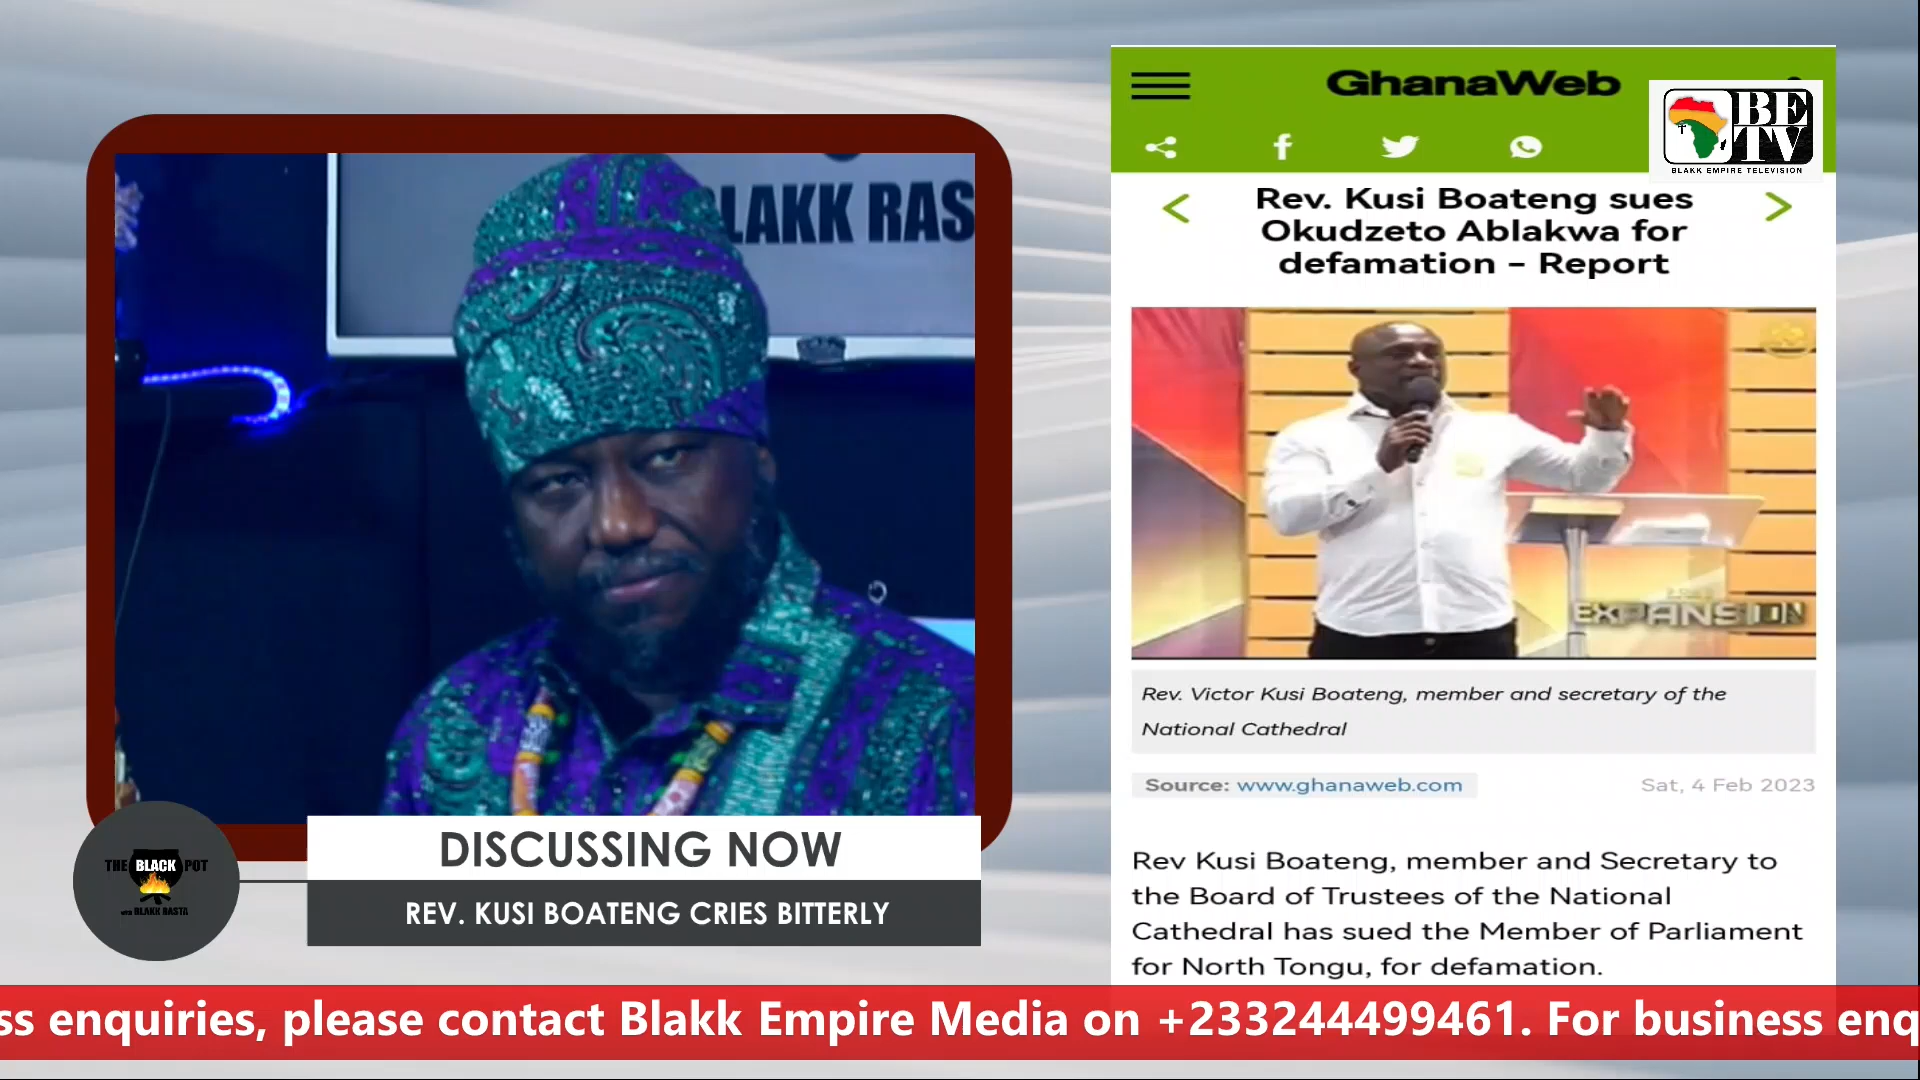 LAKK RAS
DISCUSSING NOW
REV. KUSI BOATENG CRIES BITTERLY
THE BLACK POT
WITH BLAKK RASTA
GhanaWeb
BE
TV
BLAKK EMPIRE TELEVISION
Rev. Kusi Boateng sues
Okudzeto Ablakwa for
defamation – Report
EXPANSION
Rev. Victor Kusi Boateng, member and secretary of the
National Cathedral
Source: www.ghanaweb.com
Sat, 4 Feb 2023
Rev Kusi Boateng, member and Secretary to
the Board of Trustees of the National
Cathedral has sued the Member of Parliament
for North Tongu, for defamation.
ss enquiries, please contact Blakk Empire Media on +233244499461. For business enq